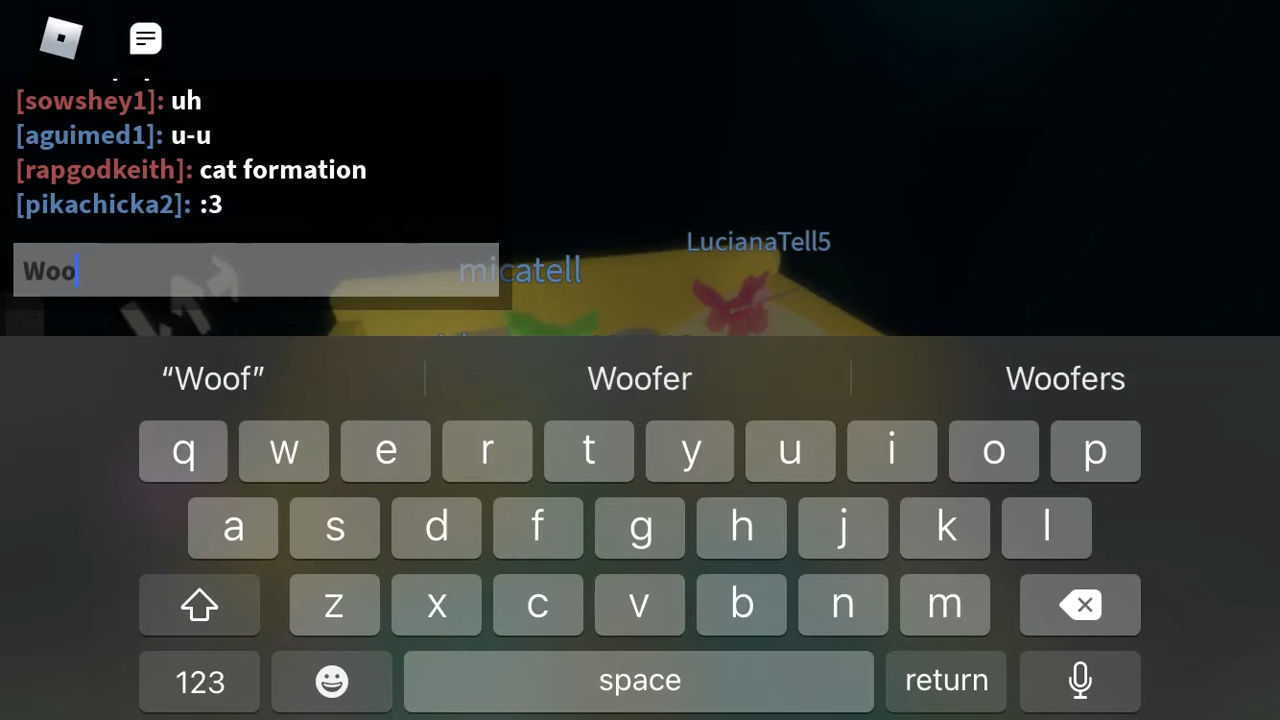 [sowshey1]: uh
[aguimed1]: u-u
[rapgodkeith]: cat formation
[pikachicka2]: :3
LucianaTell5
micatell
Woo
“Woof” Woofer Woofers
q w e r t y u i o p
a s d f g h j k l
z x c v b n m
123 space return